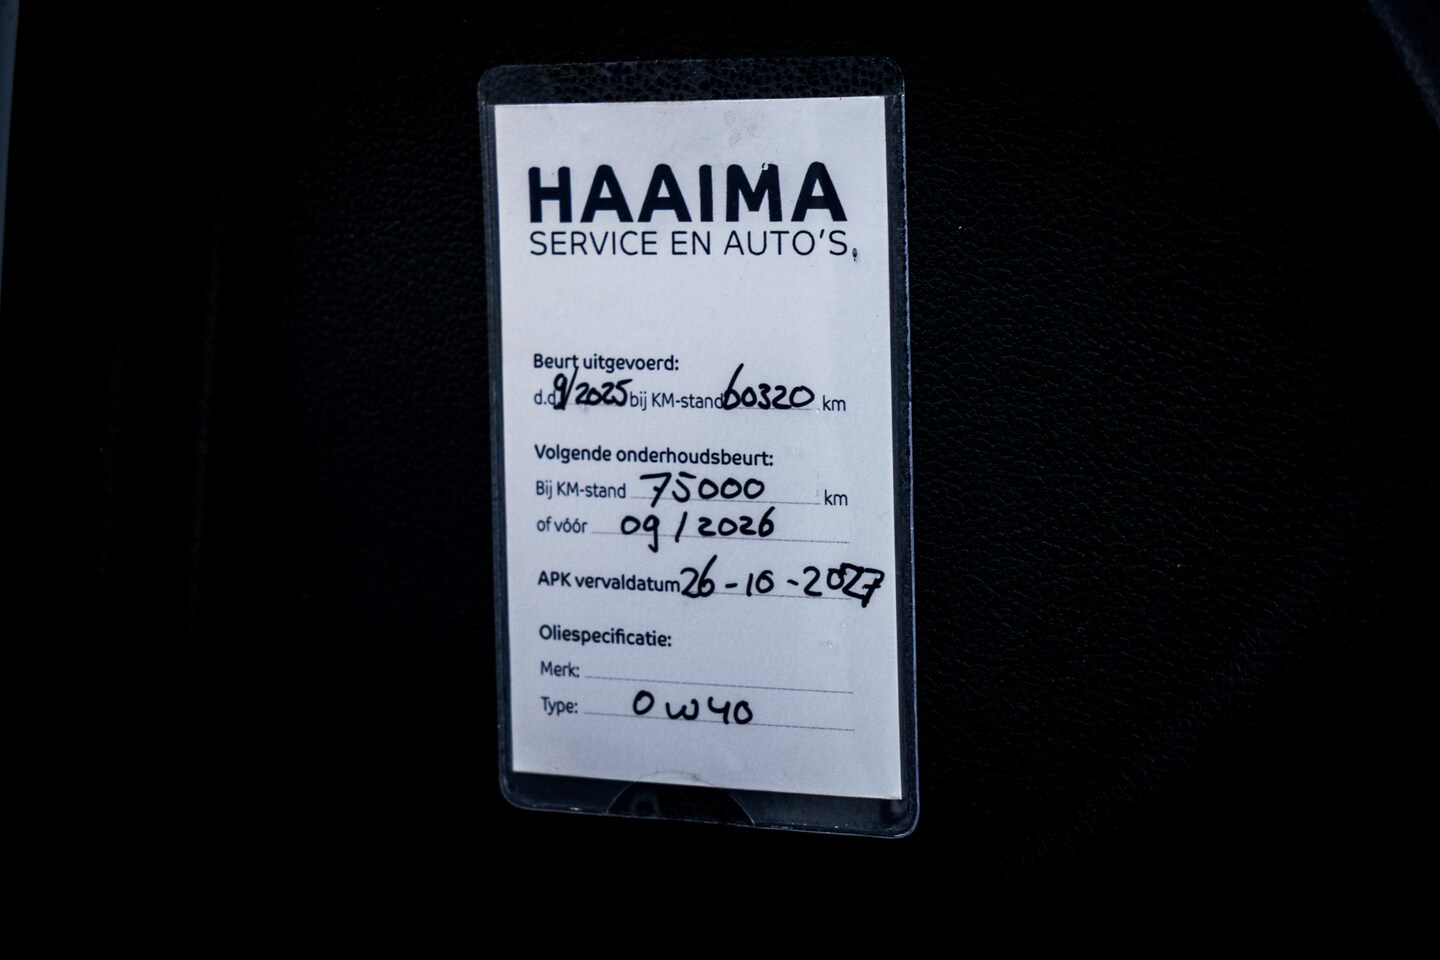 HAAIMA
SERVICE EN AUTO'S
Beurt uitgevoerd:
d.d 9/2025 bij KM-stand 60320 km
Volgende onderhoudsbeurt:
Bij KM-stand 75000 km
of vóór 09/2026
APK vervaldatum 26-10-2027
Oliespecificatie:
Merk:
Type: 0W40